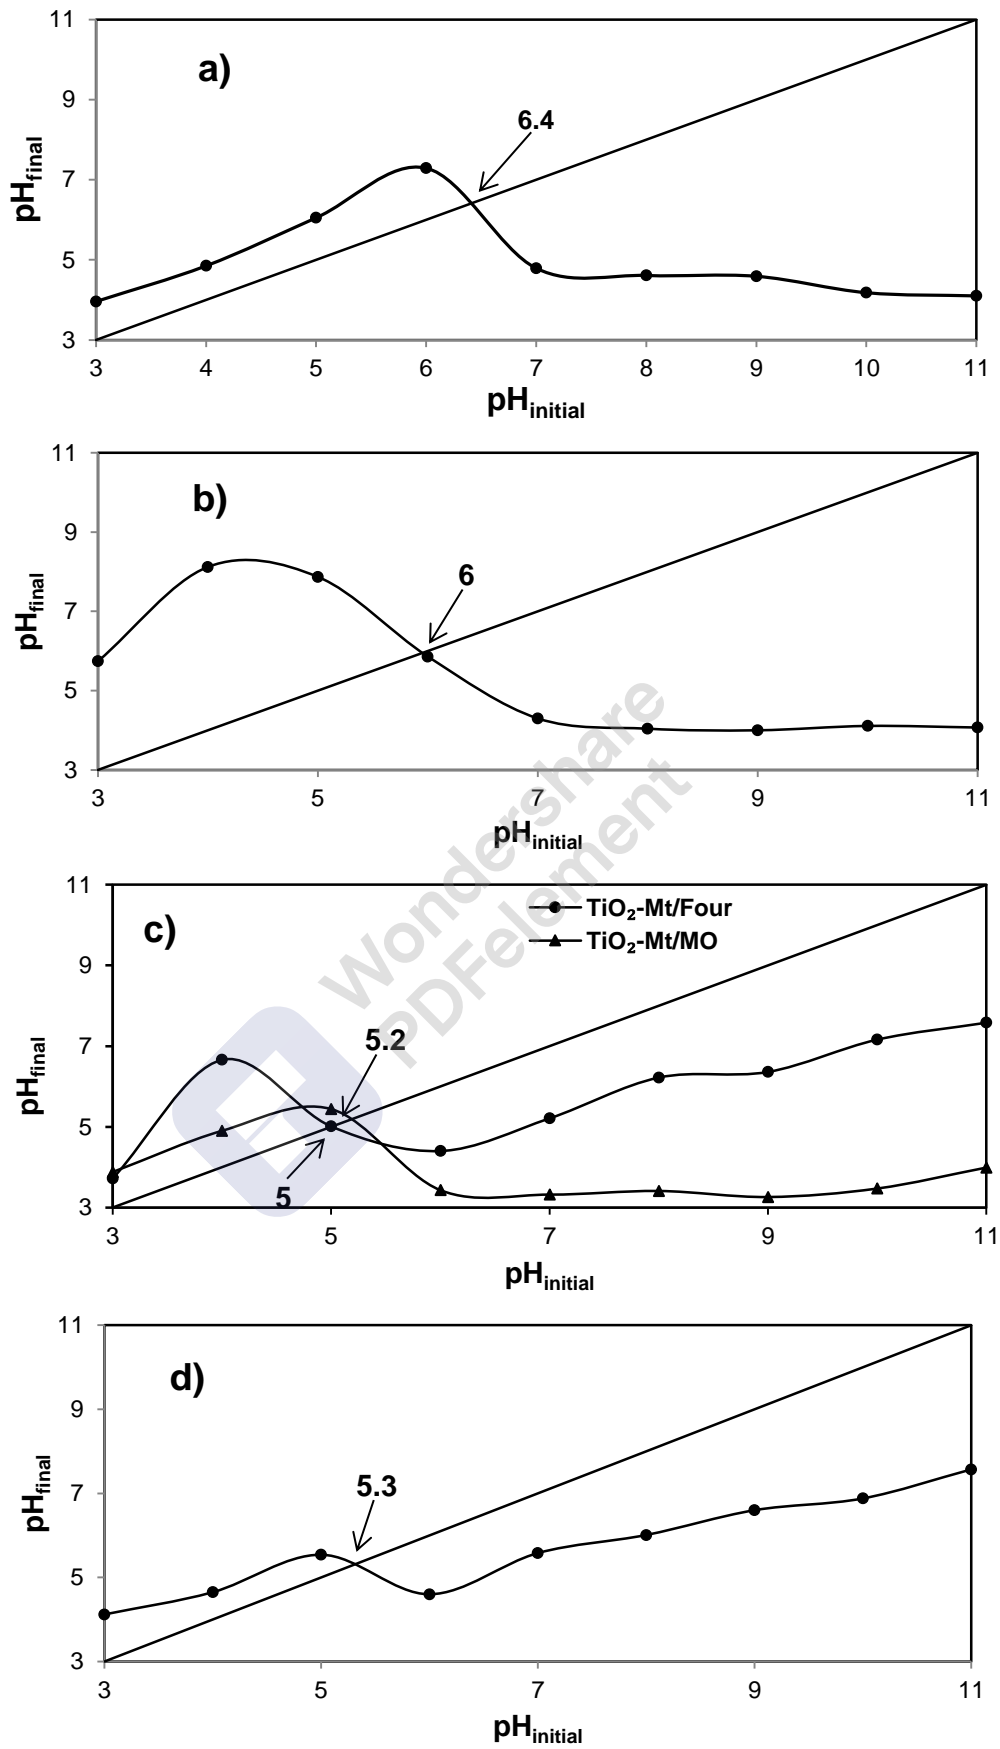 11
a)
6.4
9
7
5
3
pHfinal
3 4 5 6 7 8 9 10 11
pHinitial
11
b)
9
6
7
5
3
pHfinal
3 5 7 9 11
pHinitial
11
c)
TiO₂-Mt/Four
TiO₂-Mt/MO
9
7
5.2
5
5
3
pHfinal
3 5 7 9 11
pHinitial
11
d)
9
7
5.3
5
3
pHfinal
3 5 7 9 11
pHinitial
Wondershare
PDFelement